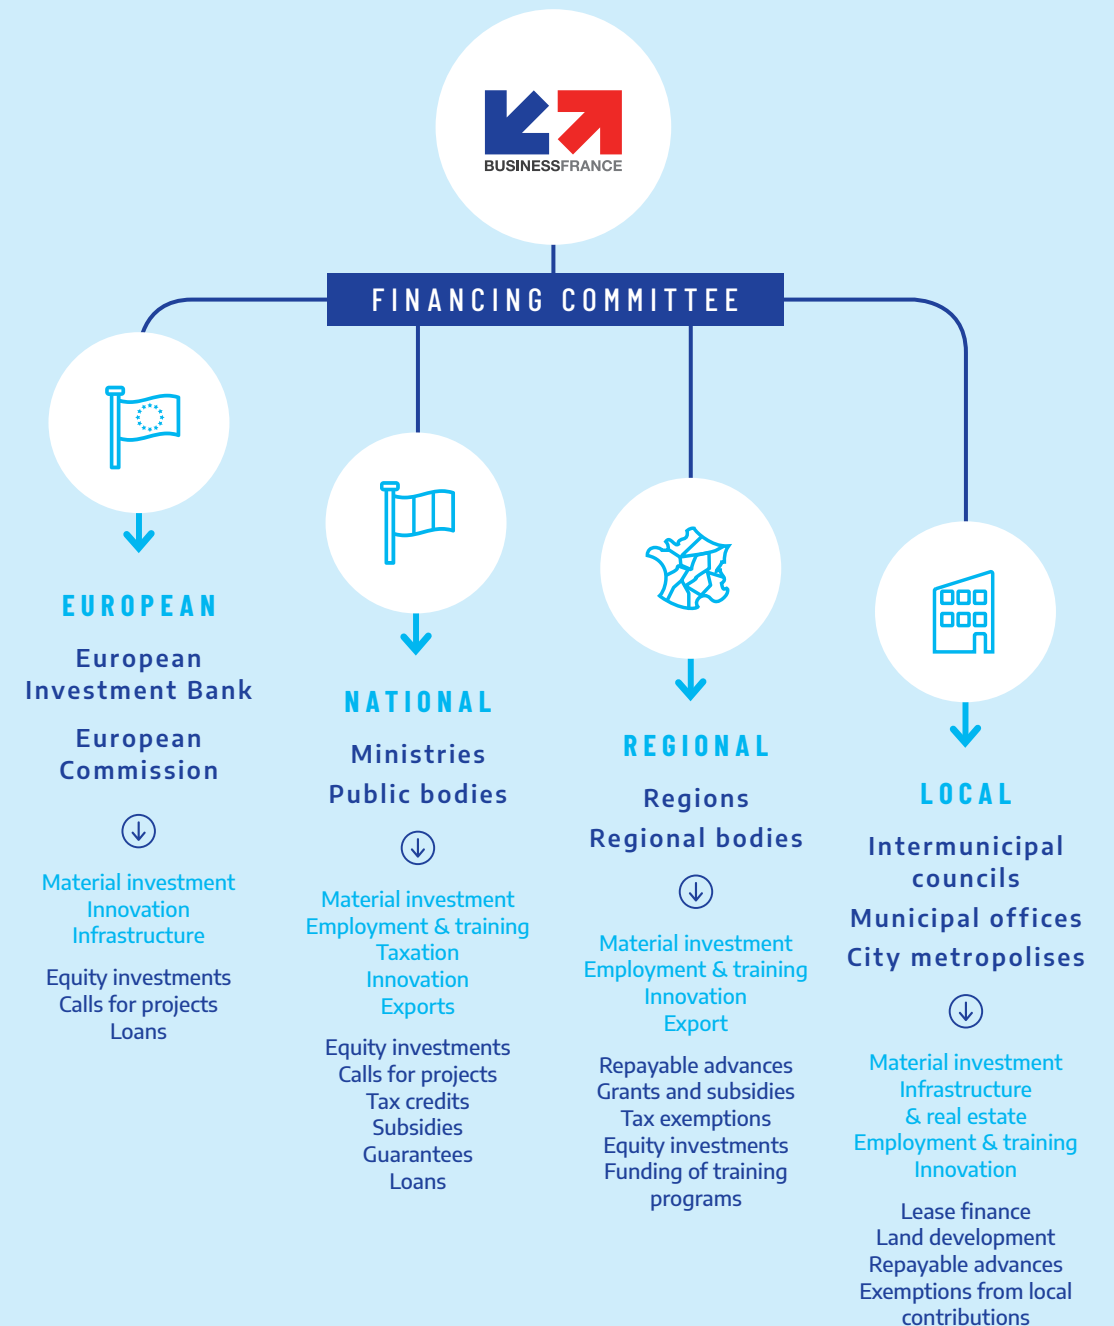 BUSINESSFRANCE
FINANCING COMMITTEE
EUROPEAN
European
Investment Bank
European
Commission
Material investment
Innovation
Infrastructure
Equity investments
Calls for projects
Loans
NATIONAL
Ministries
Public bodies
Material investment
Employment & training
Taxation
Innovation
Exports
Equity investments
Calls for projects
Tax credits
Subsidies
Guarantees
Loans
REGIONAL
Regions
Regional bodies
Material investment
Employment & training
Innovation
Export
Repayable advances
Grants and subsidies
Tax exemptions
Equity investments
Funding of training
programs
LOCAL
Intermunicipal
councils
Municipal offices
City metropolises
Material investment
Infrastructure
& real estate
Employment & training
Innovation
Lease finance
Land development
Repayable advances
Exemptions from local
contributions